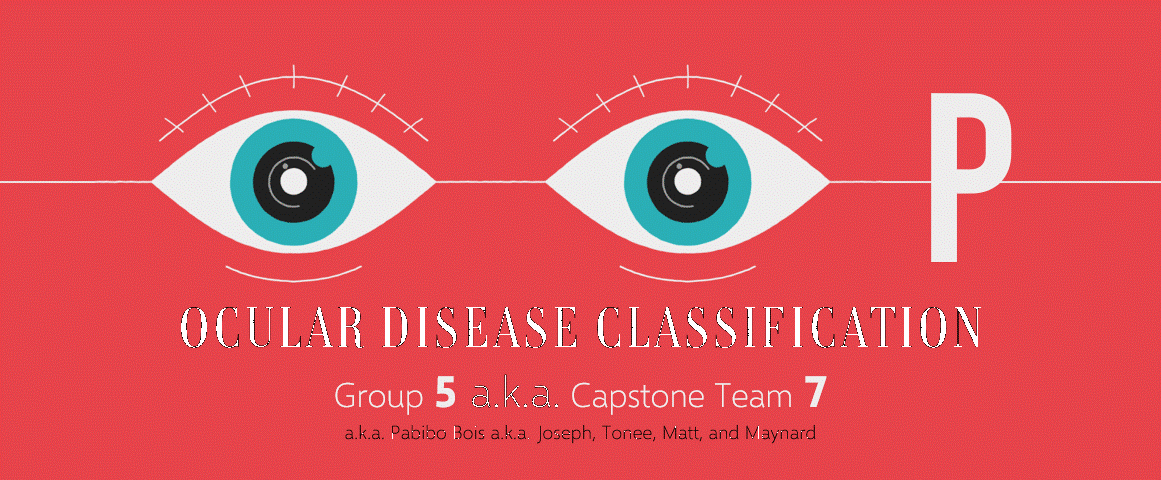 P
OCULAR DISEASE CLASSIFICATION
Group 5 a.k.a. Capstone Team 7
a.k.a. Pabibo Bois a.k.a. Joseph, Tonee, Matt, and Maynard